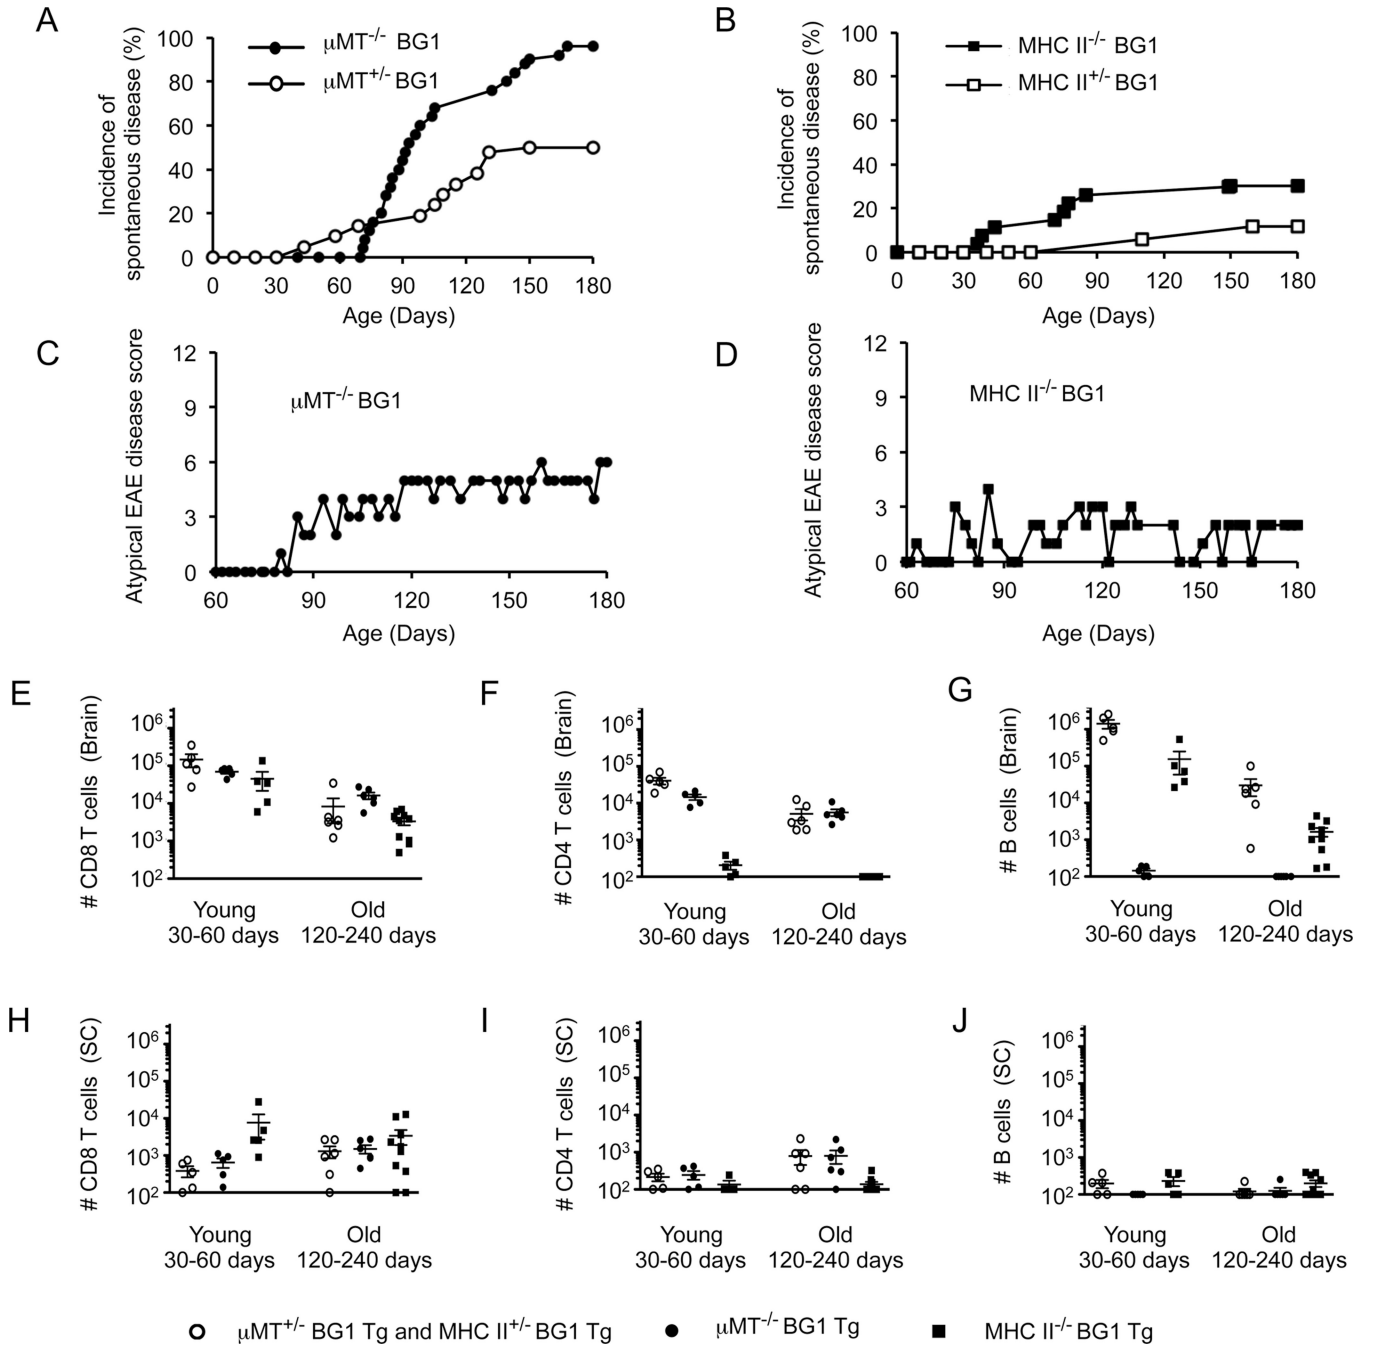 A
Incidence of
spontaneous disease (%)
100
80
60
40
20
0
μMT-/- BG1
μMT+/- BG1
0 30 60 90 120 150 180
Age (Days)
B
Incidence of
spontaneous disease (%)
100
80
60
40
20
0
MHC II-/- BG1
MHC II+/- BG1
0 30 60 90 120 150 180
Age (Days)
C
Atypical EAE disease score
12
9
6
3
0
μMT-/- BG1
60 90 120 150 180
Age (Days)
D
Atypical EAE disease score
12
9
6
3
0
MHC II-/- BG1
60 90 120 150 180
Age (Days)
E
# CD8 T cells (Brain)
10^6
10^5
10^4
10^3
10^2
Young Old
30-60 days 120-240 days
F
# CD4 T cells (Brain)
10^6
10^5
10^4
10^3
10^2
Young Old
30-60 days 120-240 days
G
# B cells (Brain)
10^6
10^5
10^4
10^3
10^2
Young Old
30-60 days 120-240 days
H
# CD8 T cells (SC)
10^6
10^5
10^4
10^3
10^2
Young Old
30-60 days 120-240 days
I
# CD4 T cells (SC)
10^6
10^5
10^4
10^3
10^2
Young Old
30-60 days 120-240 days
J
# B cells (SC)
10^6
10^5
10^4
10^3
10^2
Young Old
30-60 days 120-240 days
μMT+/- BG1 Tg and MHC II+/- BG1 Tg
μMT-/- BG1 Tg
MHC II-/- BG1 Tg